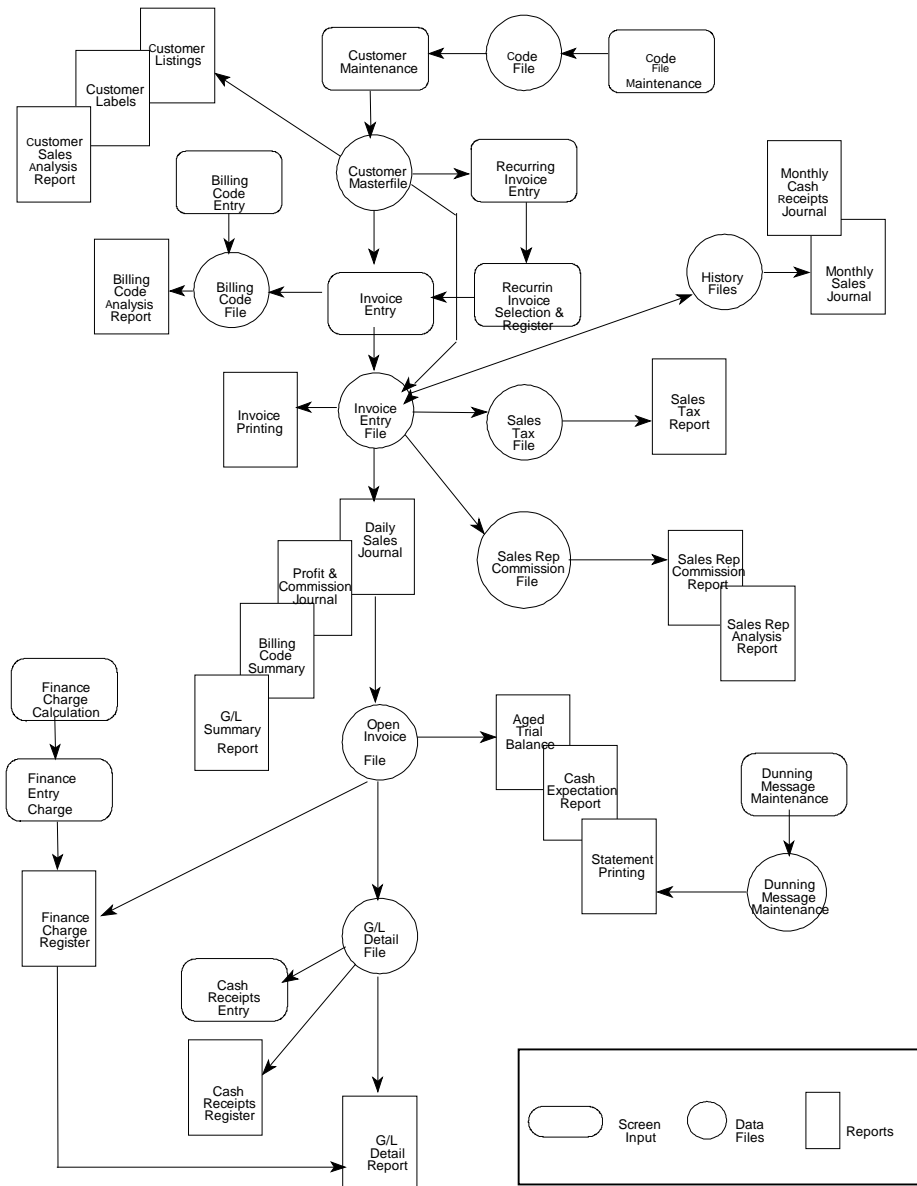 Customer
Listings
Customer
Labels
Customer
Sales
Analysis
Report
Customer
Maintenance
Code
File
Code
File
Maintenance
Billing
Code
Entry
Customer
Masterfile
Recurring
Invoice
Entry
Monthly
Cash
Receipts
Journal
Billing
Code
Analysis
Report
Billing
Code
File
Invoice
Entry
Recurrin
Invoice
Selection &
Register
History
Files
Monthly
Sales
Journal
Invoice
Printing
Invoice
Entry
File
Sales
Tax
File
Sales
Tax
Report
Daily
Sales
Journal
Profit &
Commission
Journal
Billing
Code
Summary
G/L
Summary
Report
Sales Rep
Commission
File
Sales Rep
Commission
Report
Sales Rep
Analysis
Report
Finance
Charge
Calculation
Finance
Entry
Charge
Open
Invoice
File
Aged
Trial
Balance
Cash
Expectation
Report
Statement
Printing
Dunning
Message
Maintenance
Dunning
Message
Maintenance
Finance
Charge
Register
G/L
Detail
File
Cash
Receipts
Entry
Cash
Receipts
Register
G/L
Detail
Report
Screen
Input
Data
Files
Reports